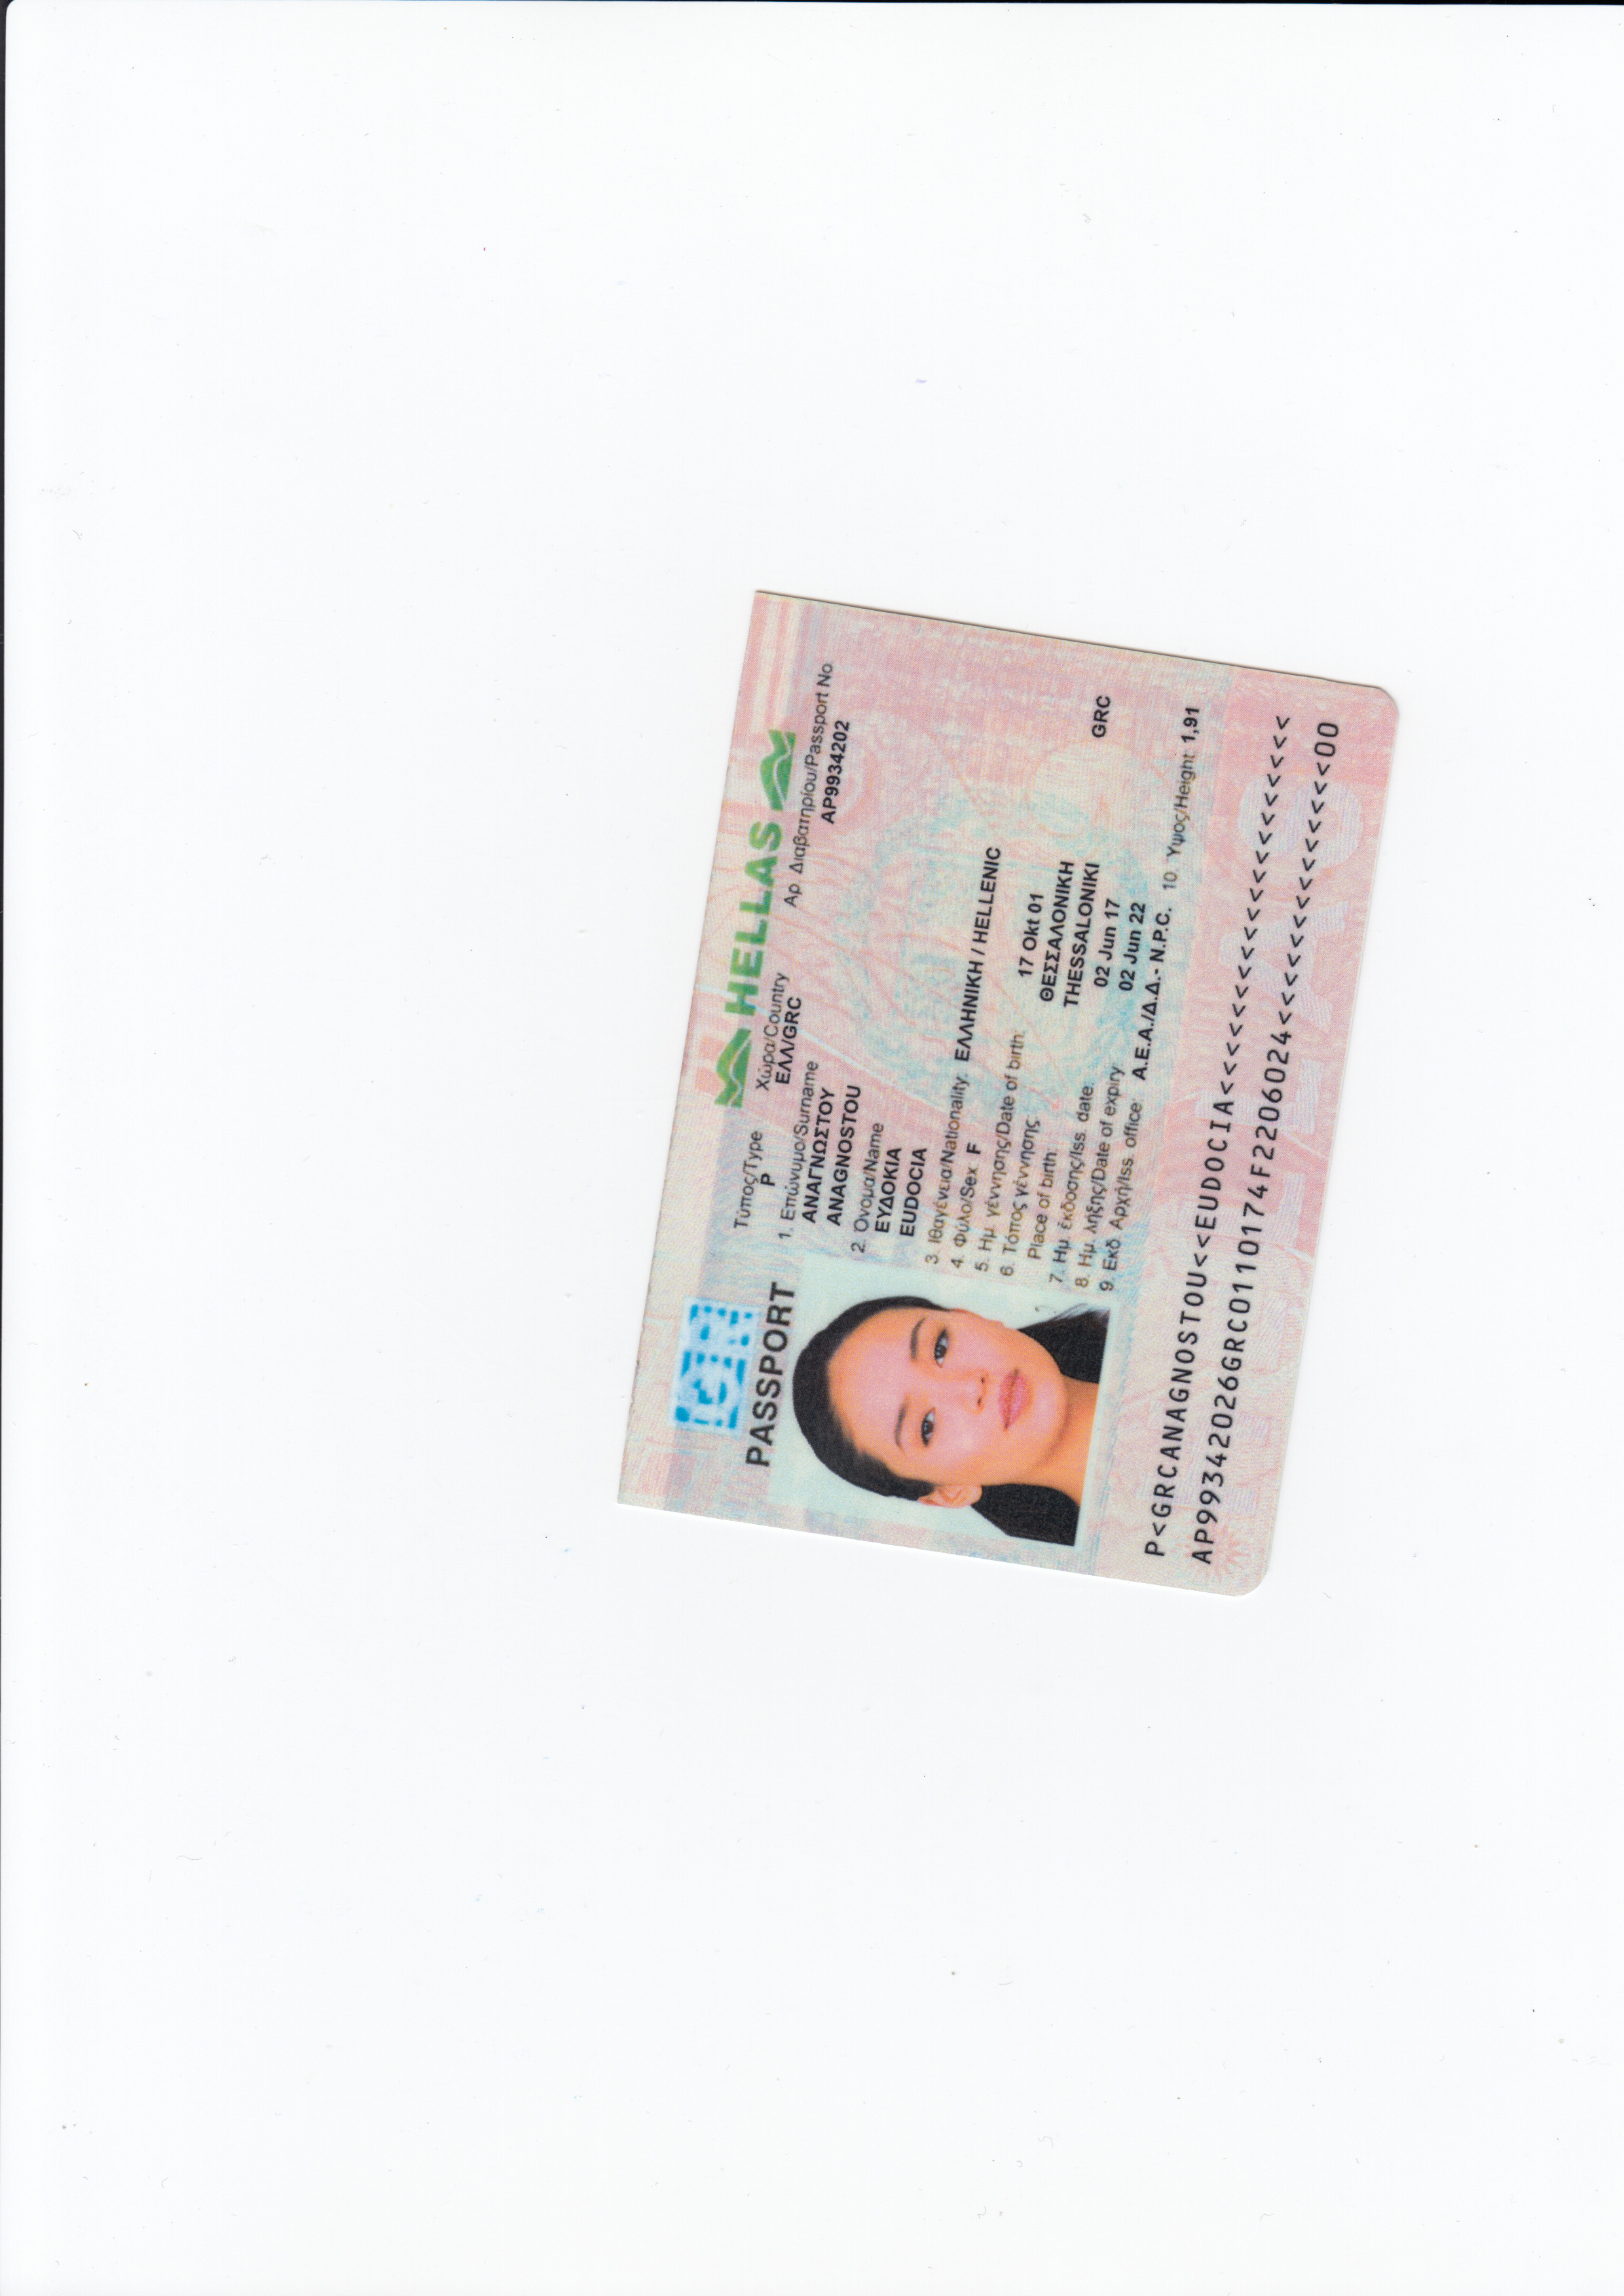 HELLAS
PASSPORT
Τύπος/Type Χώρα/Country Αρ. Διαβατηρίου/Passport No
P ΕΛΛ/GRC AP9934202
1. Επώνυμο/Surname
ΑΝΑΓΝΩΣΤΟΥ
ANAGNOSTOU
2. Όνομα/Name
ΕΥΔΟΚΙΑ
EUDOCIA
3. Ιθαγένεια/Nationality. ΕΛΛΗΝΙΚΗ / HELLENIC
4. Φύλο/Sex. F
5. Ημ. γέννησης/Date of birth: 17 Okt 01
6. Τόπος γέννησης ΘΕΣΣΑΛΟΝΙΚΗ
Place of birth: THESSALONIKI GRC
7. Ημ. έκδοσης/Iss. date: 02 Jun 17
8. Ημ. λήξης/Date of expiry: 02 Jun 22
9. Εκδ. Αρχή/Iss. office: Α.Ε.Α./Δ.Δ.- N.P.C. 10. Υψος/Height: 1,91
P<GRCANAGNOSTOU<<EUDOCIA<<<<<<<<<<<<<<<<<<<<
AP99342026GRC0110174F2206024<<<<<<<<<<<<<<00